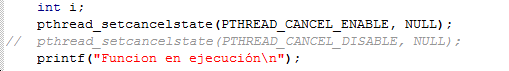 int i;
pthread_setcancelstate(PTHREAD_CANCEL_ENABLE, NULL);
// pthread_setcancelstate(PTHREAD_CANCEL_DISABLE, NULL);
printf("Funcion en ejecución\n");